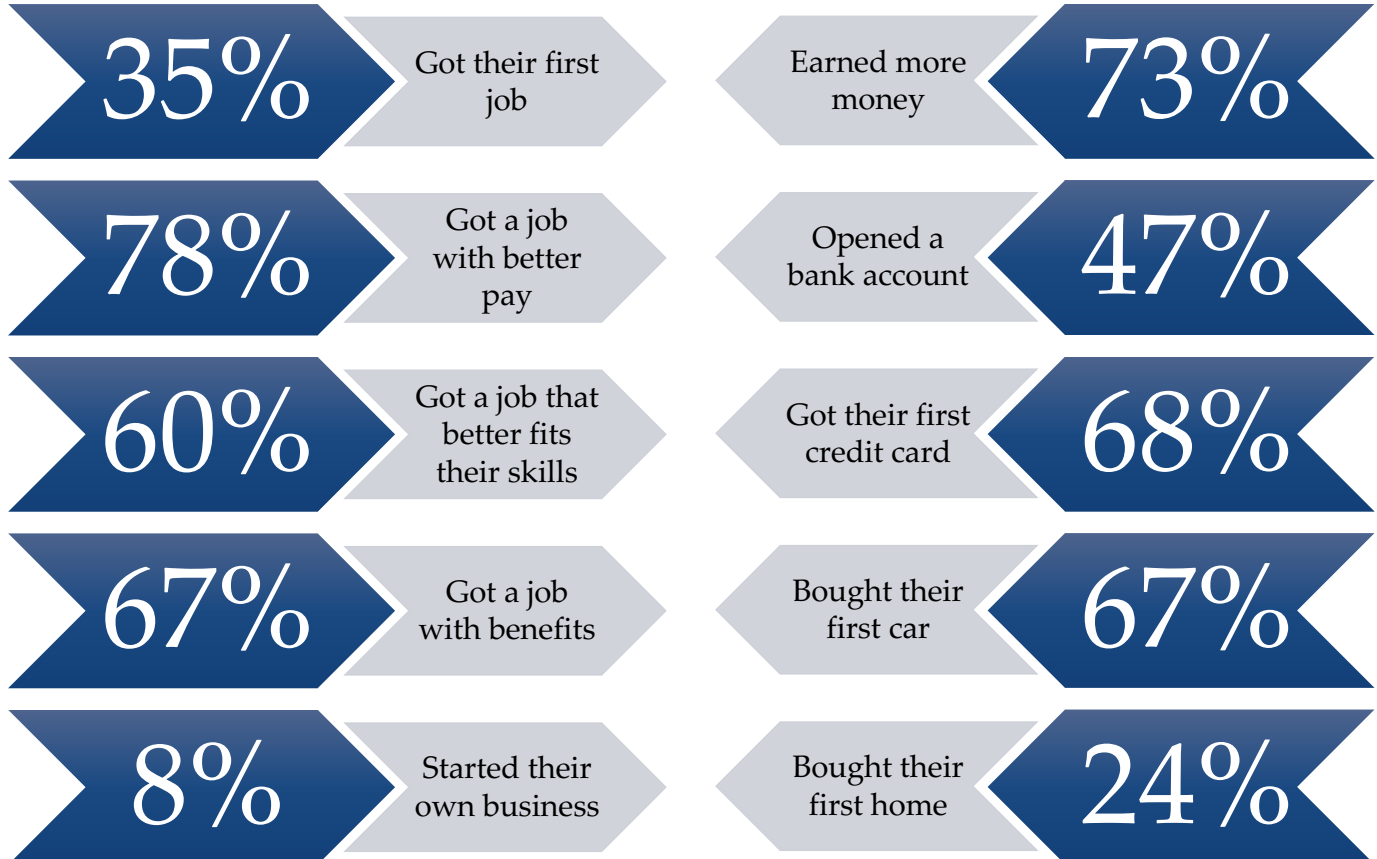 35%
Got their first
job
Earned more
money
73%
78%
Got a job
with better
pay
Opened a
bank account
47%
60%
Got a job that
better fits
their skills
Got their first
credit card
68%
67%
Got a job
with benefits
Bought their
first car
67%
8%
Started their
own business
Bought their
first home
24%